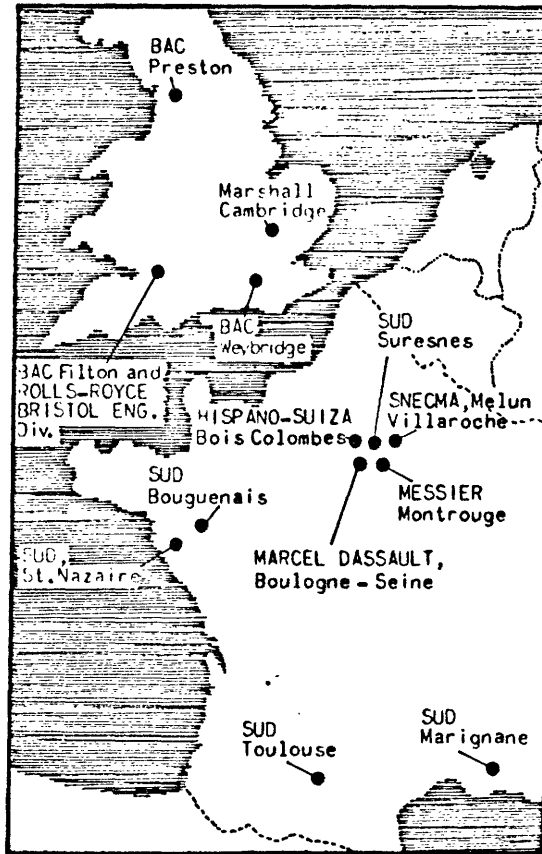 BAC
Preston
Marshall
Cambridge
BAC
Weybridge
BAC Filton and
ROLLS-ROYCE
BRISTOL ENG.
Div.
SUD
Suresnes
HISPANO-SUIZA
Bois Colombes
SNECMA, Melun
Villaroche
MESSIER
Montrouge
MARCEL DASSAULT,
Boulogne-Seine
SUD
Bouguenais
SUD,
St.Nazaire
SUD
Toulouse
SUD
Marignane